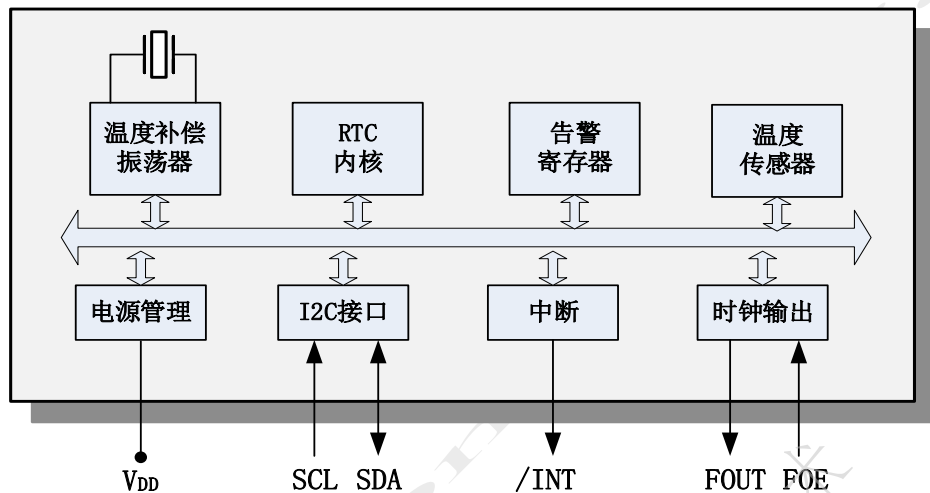 温度补偿
振荡器
RTC
内核
告警
寄存器
温度
传感器
电源管理
I2C接口
中断
时钟输出
VDD
SCL SDA
/INT
FOUT FOE